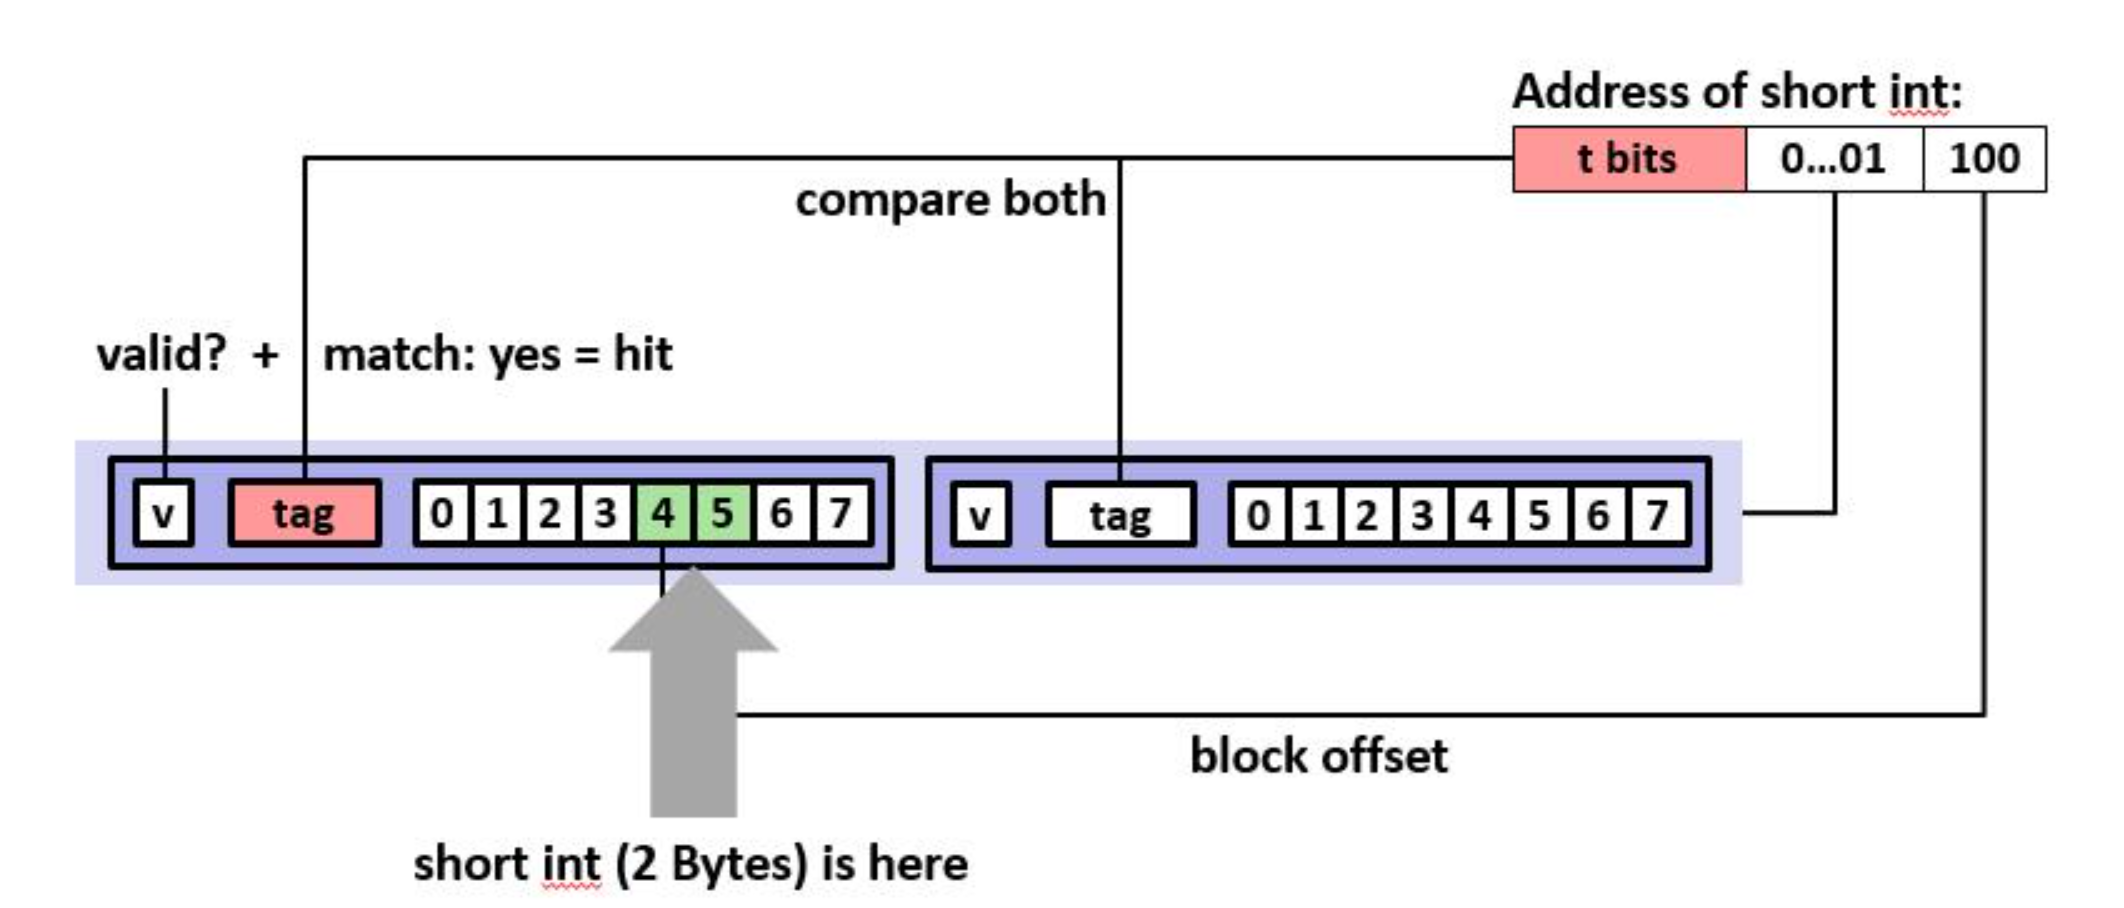 Address of short int:
t bits 0...01 100
compare both
valid? + match: yes = hit
v tag 0 1 2 3 4 5 6 7 v tag 0 1 2 3 4 5 6 7
block offset
short int (2 Bytes) is here